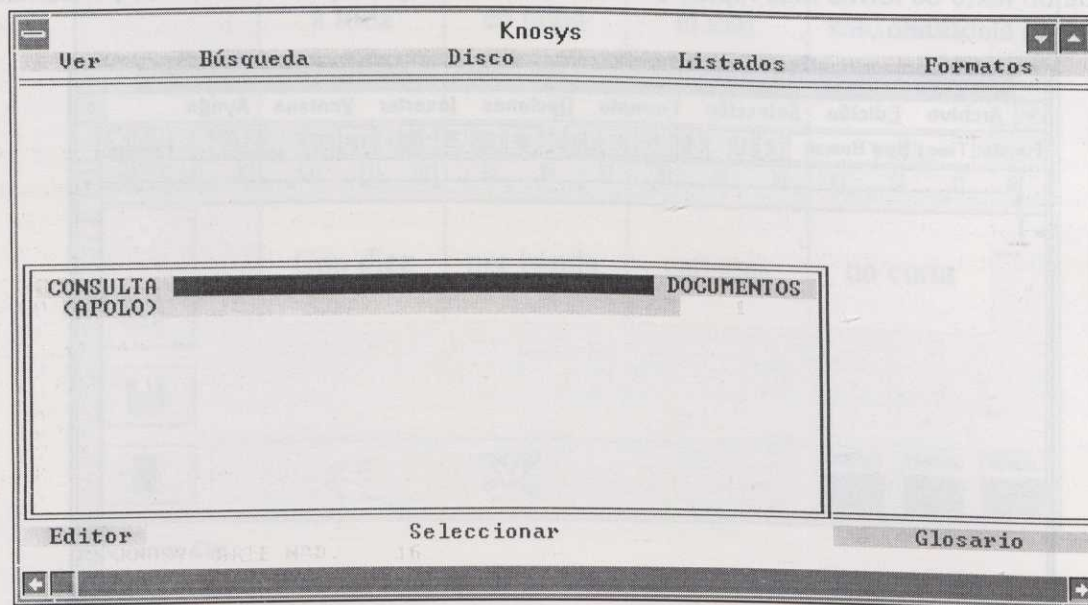 Knosys
Ver Búsqueda Disco Listados Formatos
CONSULTA DOCUMENTOS
(APOLO)
Editor Seleccionar Glosario